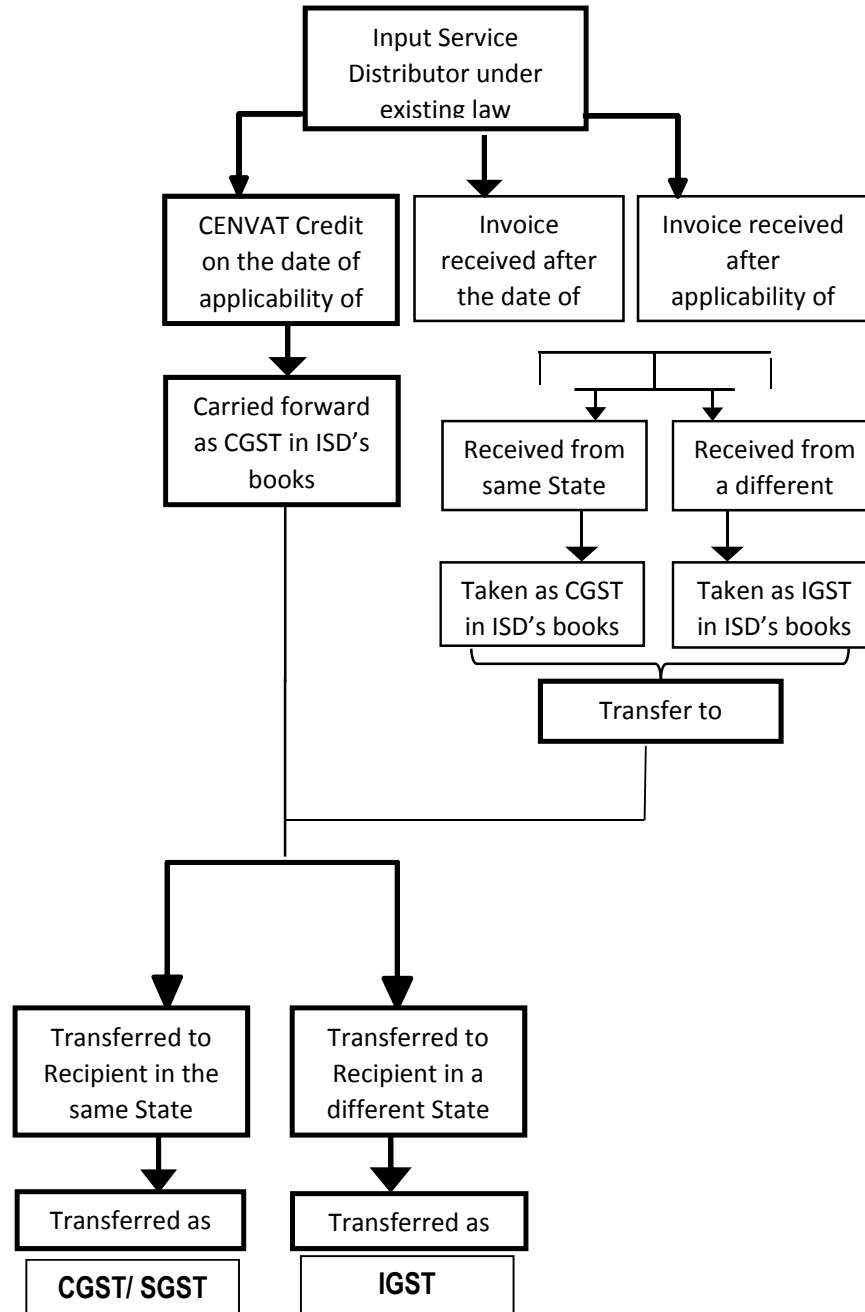 Input Service
Distributor under
existing law
CENVAT Credit
on the date of
applicability of
Invoice
received after
the date of
Invoice received
after
applicability of
Carried forward
as CGST in ISD’s
books
Received from
same State
Received from
a different
Taken as CGST
in ISD’s books
Taken as IGST
in ISD’s books
Transfer to
Transferred to
Recipient in the
same State
Transferred to
Recipient in a
different State
Transferred as
Transferred as
CGST/ SGST
IGST